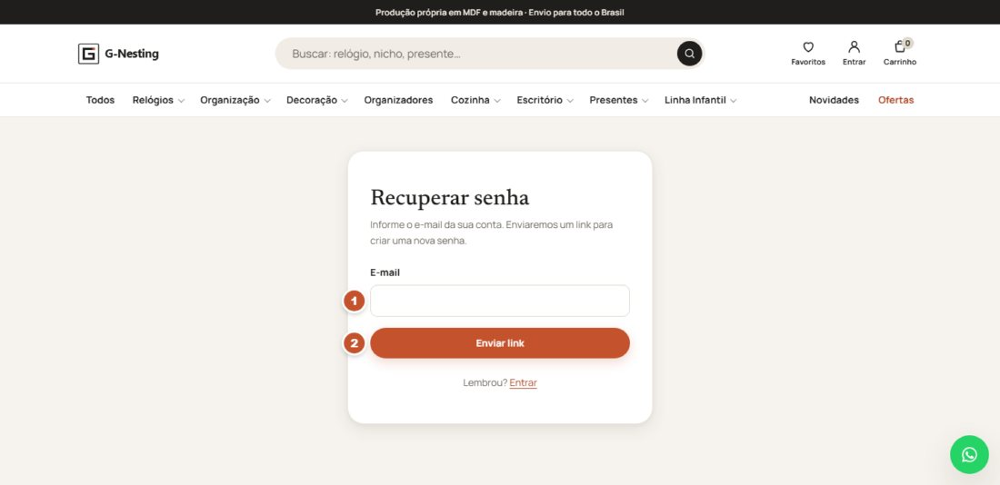 Produção própria em MDF e madeira · Envio para todo o Brasil
G-Nesting
Buscar: relógio, nicho, presente...
Favoritos
Entrar
0
Carrinho
Todos
Relógios
Organização
Decoração
Organizadores
Cozinha
Escritório
Presentes
Linha Infantil
Novidades
Ofertas
Recuperar senha
Informe o e-mail da sua conta. Enviaremos um link para
criar uma nova senha.
E-mail
1
2
Enviar link
Lembrou? Entrar